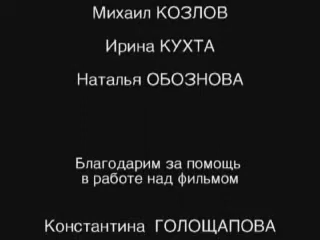 Михаил КОЗЛОВ
Ирина КУХТА
Наталья ОБОЗНОВА
Благодарим за помощь
в работе над фильмом
Константина ГОЛОЩАПОВА